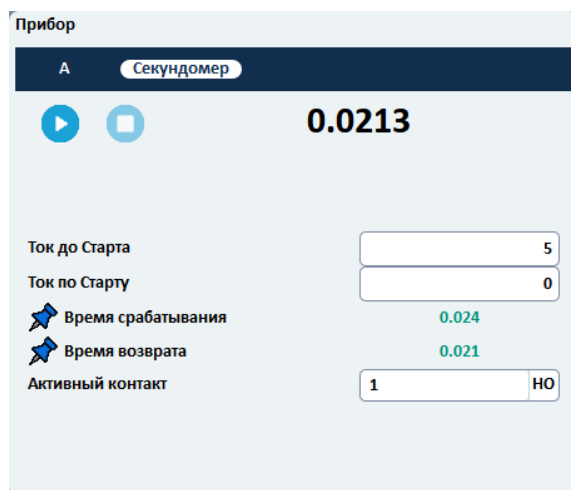 Прибор
А Секундомер
0.0213
Ток до Старта 5
Ток по Старту 0
Время срабатывания 0.024
Время возврата 0.021
Активный контакт 1 НО